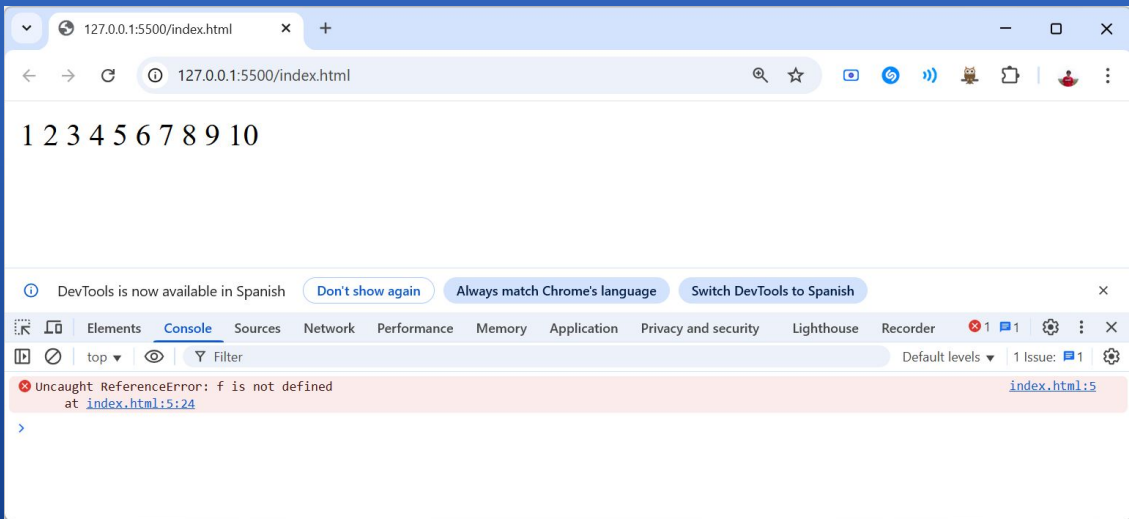 127.0.0.1:5500/index.html
127.0.0.1:5500/index.html
1 2 3 4 5 6 7 8 9 10
DevTools is now available in Spanish Don't show again Always match Chrome's language Switch DevTools to Spanish
Elements Console Sources Network Performance Memory Application Privacy and security Lighthouse Recorder 1 1
top Filter Default levels 1 Issue: 1
Uncaught ReferenceError: f is not defined index.html:5
at index.html:5:24